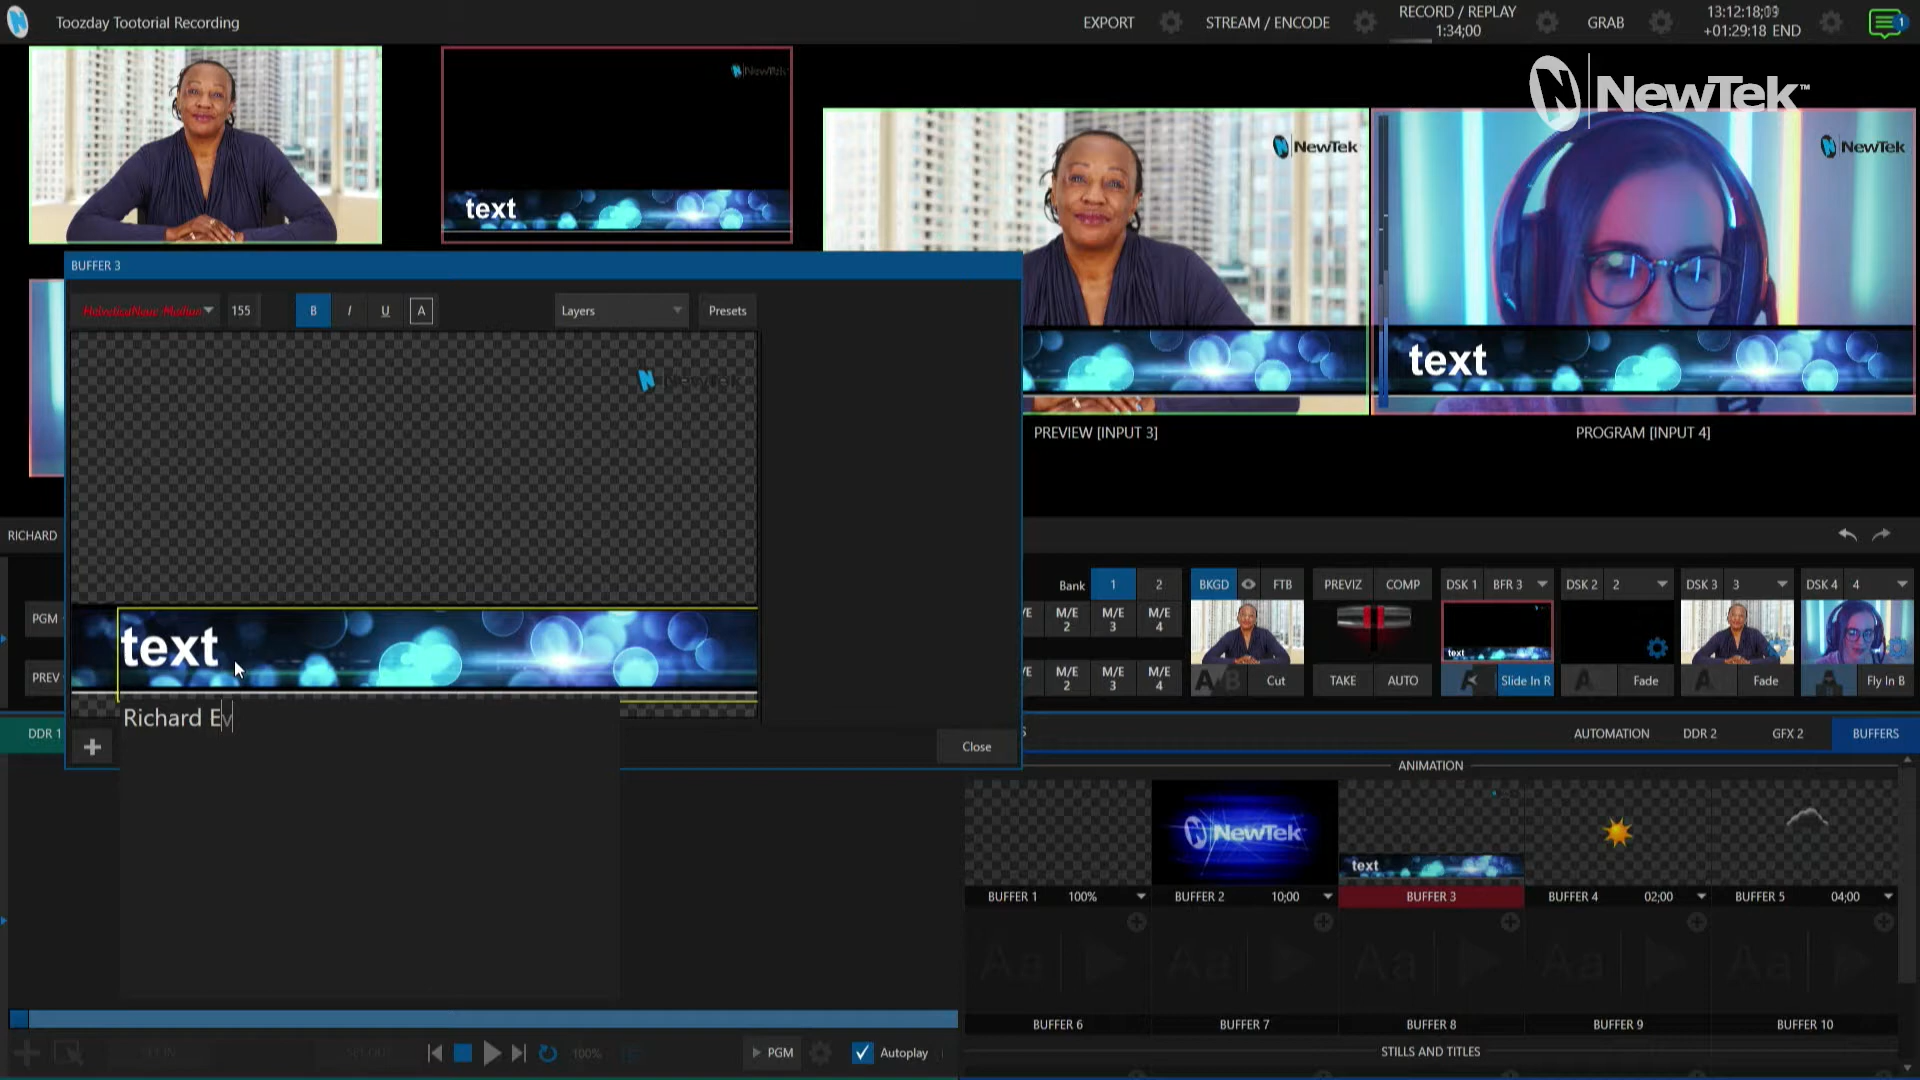 Toozday Tootorial Recording
EXPORT
STREAM / ENCODE
RECORD / REPLAY
1:34;00
GRAB
+01:29:18 END
1
NewTek™
NewTek
text
NewTek
NewTek
text
BUFFER 3
155
B
I
U
A
Layers
Presets
text
Richard Ev
Close
PREVIEW [INPUT 3]
PROGRAM [INPUT 4]
RICHARD
PGM
PREV
DDR 1
Bank
1
2
M/E 2
M/E 3
M/E 4
M/E 2
M/E 3
M/E 4
BKGD
FTB
Cut
PREVIZ
COMP
TAKE
AUTO
DSK 1
BFR 3
text
Slide In R
DSK 2
2
Fade
DSK 3
3
Fade
DSK 4
4
Fly In B
AUTOMATION
DDR 2
GFX 2
BUFFERS
ANIMATION
NewTek
text
BUFFER 1
100%
BUFFER 2
10;00
BUFFER 3
BUFFER 4
02;00
BUFFER 5
04;00
Aa
Aa
Aa
Aa
Aa
BUFFER 6
BUFFER 7
BUFFER 8
BUFFER 9
BUFFER 10
100%
PGM
Autoplay
STILLS AND TITLES